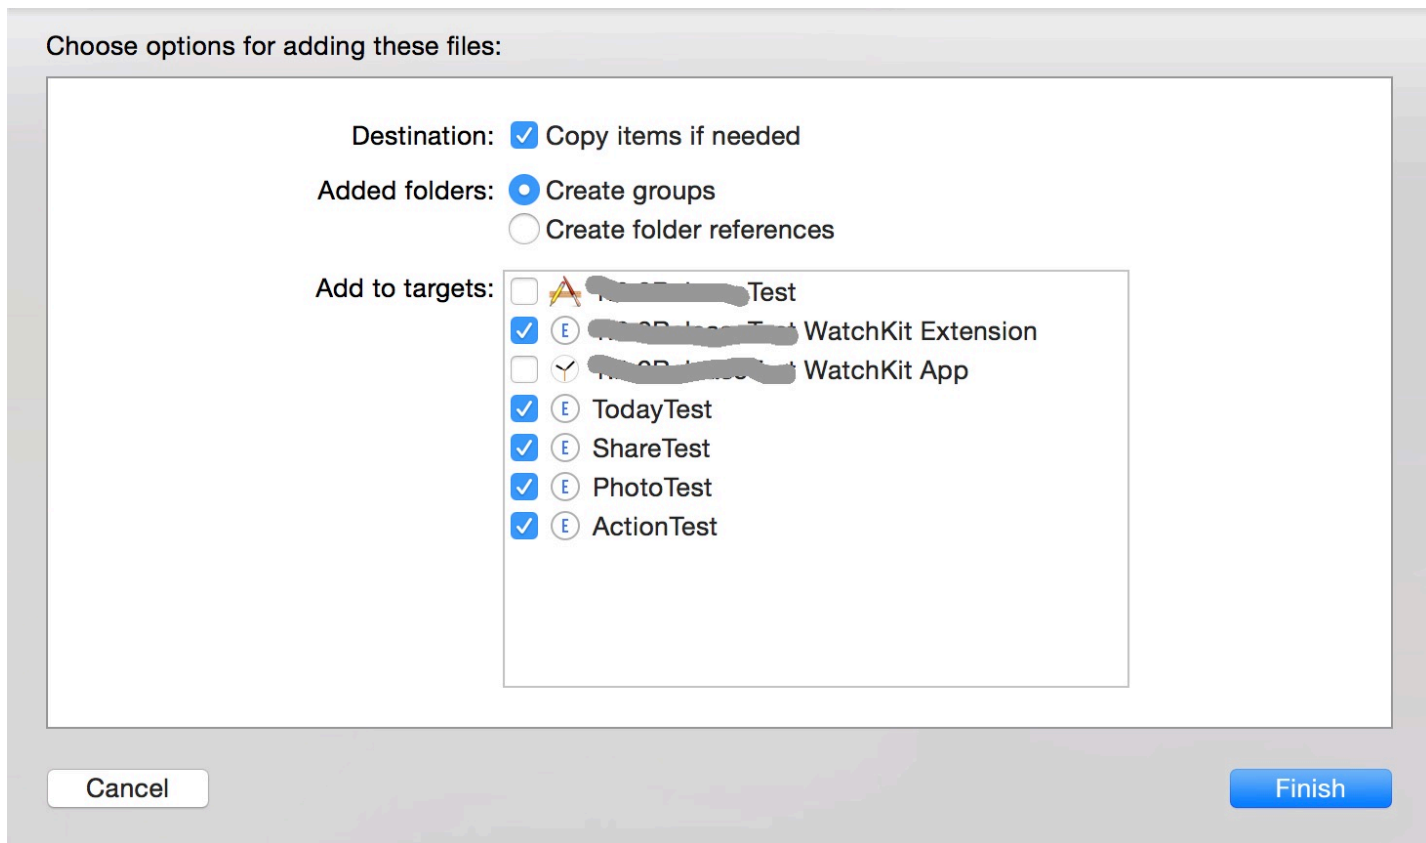 Choose options for adding these files:
Destination: Copy items if needed
Added folders: Create groups
Create folder references
Add to targets: Test
E WatchKit Extension
WatchKit App
E TodayTest
E ShareTest
E PhotoTest
E ActionTest
Cancel Finish